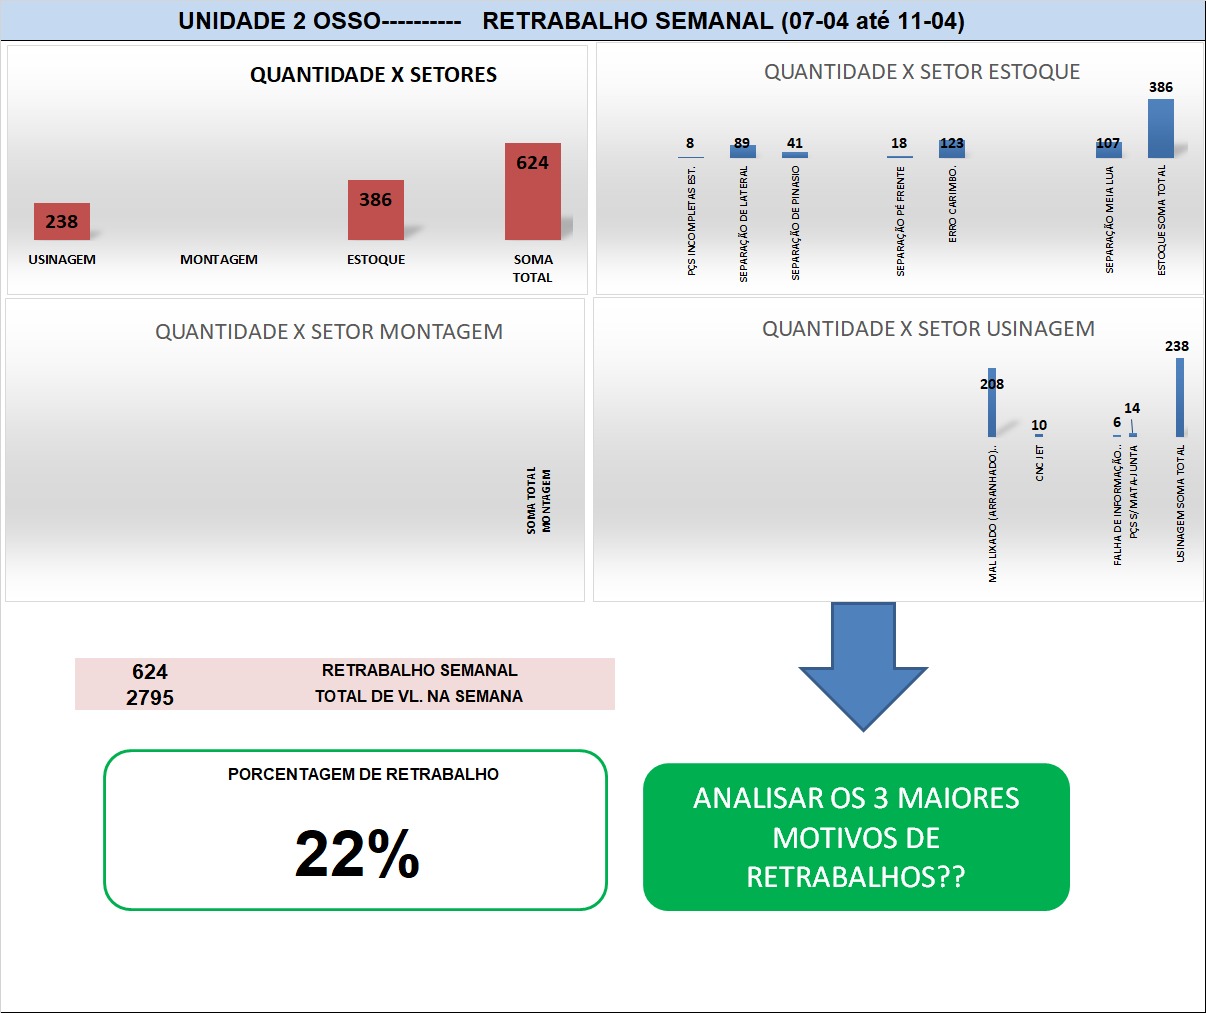 UNIDADE 2 OSSO---------- RETRABALHO SEMANAL (07-04 até 11-04)
QUANTIDADE X SETORES
238
386
624
USINAGEM
MONTAGEM
ESTOQUE
SOMA
TOTAL
QUANTIDADE X SETOR ESTOQUE
8
89
41
18
123
107
386
PÇS INCOMPLETAS EST.
SEPARAÇÃO DE LATERAL
SEPARAÇÃO DE PINASIO
SEPARAÇÃO PÉ FRENTE
ERRO CARIMBO.
SEPARAÇÃO MEIA LUA
ESTOQUE SOMA TOTAL
QUANTIDADE X SETOR MONTAGEM
SOMA TOTAL
MONTAGEM
QUANTIDADE X SETOR USINAGEM
208
10
6
14
238
MAL LIXADO (ARRANHADO)..
CNC JET
FALHA DE INFORMAÇÃO..
PÇS S/MATA-JUNTA
USINAGEM SOMA TOTAL
624 RETRABALHO SEMANAL
2795 TOTAL DE VL. NA SEMANA
PORCENTAGEM DE RETRABALHO
22%
ANALISAR OS 3 MAIORES
MOTIVOS DE
RETRABALHOS??